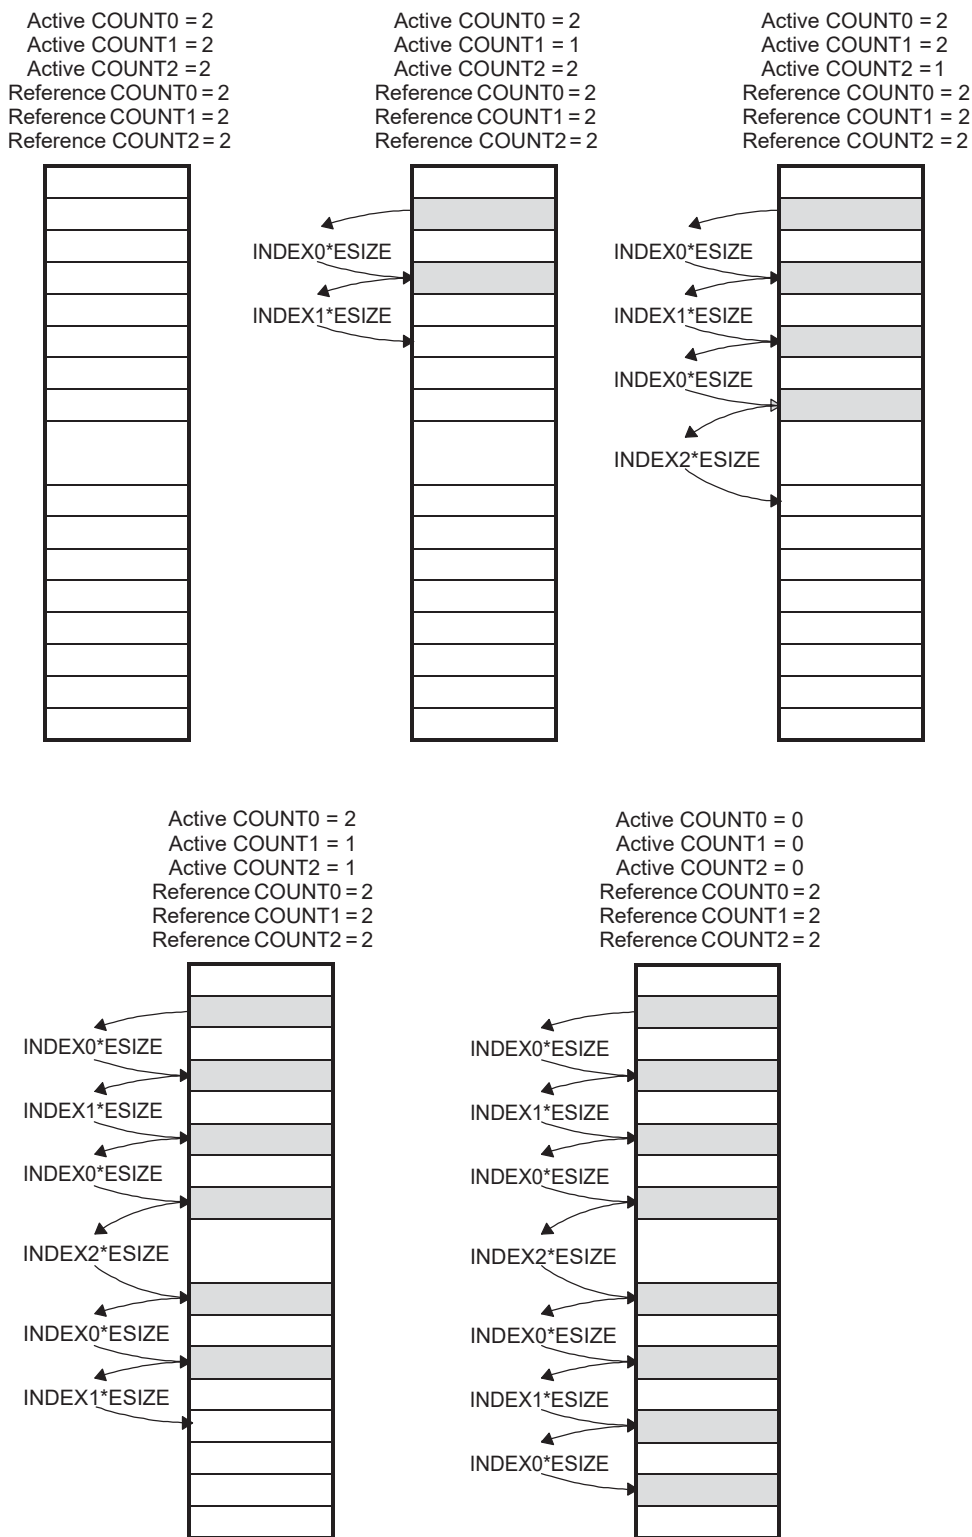 Active COUNT0 = 2
Active COUNT1 = 2
Active COUNT2 = 2
Reference COUNT0 = 2
Reference COUNT1 = 2
Reference COUNT2 = 2
Active COUNT0 = 2
Active COUNT1 = 1
Active COUNT2 = 2
Reference COUNT0 = 2
Reference COUNT1 = 2
Reference COUNT2 = 2
INDEX0*ESIZE
INDEX1*ESIZE
Active COUNT0 = 2
Active COUNT1 = 2
Active COUNT2 = 1
Reference COUNT0 = 2
Reference COUNT1 = 2
Reference COUNT2 = 2
INDEX0*ESIZE
INDEX1*ESIZE
INDEX0*ESIZE
INDEX2*ESIZE
Active COUNT0 = 2
Active COUNT1 = 1
Active COUNT2 = 1
Reference COUNT0 = 2
Reference COUNT1 = 2
Reference COUNT2 = 2
INDEX0*ESIZE
INDEX1*ESIZE
INDEX0*ESIZE
INDEX2*ESIZE
INDEX0*ESIZE
INDEX1*ESIZE
Active COUNT0 = 0
Active COUNT1 = 0
Active COUNT2 = 0
Reference COUNT0 = 2
Reference COUNT1 = 2
Reference COUNT2 = 2
INDEX0*ESIZE
INDEX1*ESIZE
INDEX0*ESIZE
INDEX2*ESIZE
INDEX0*ESIZE
INDEX1*ESIZE
INDEX0*ESIZE